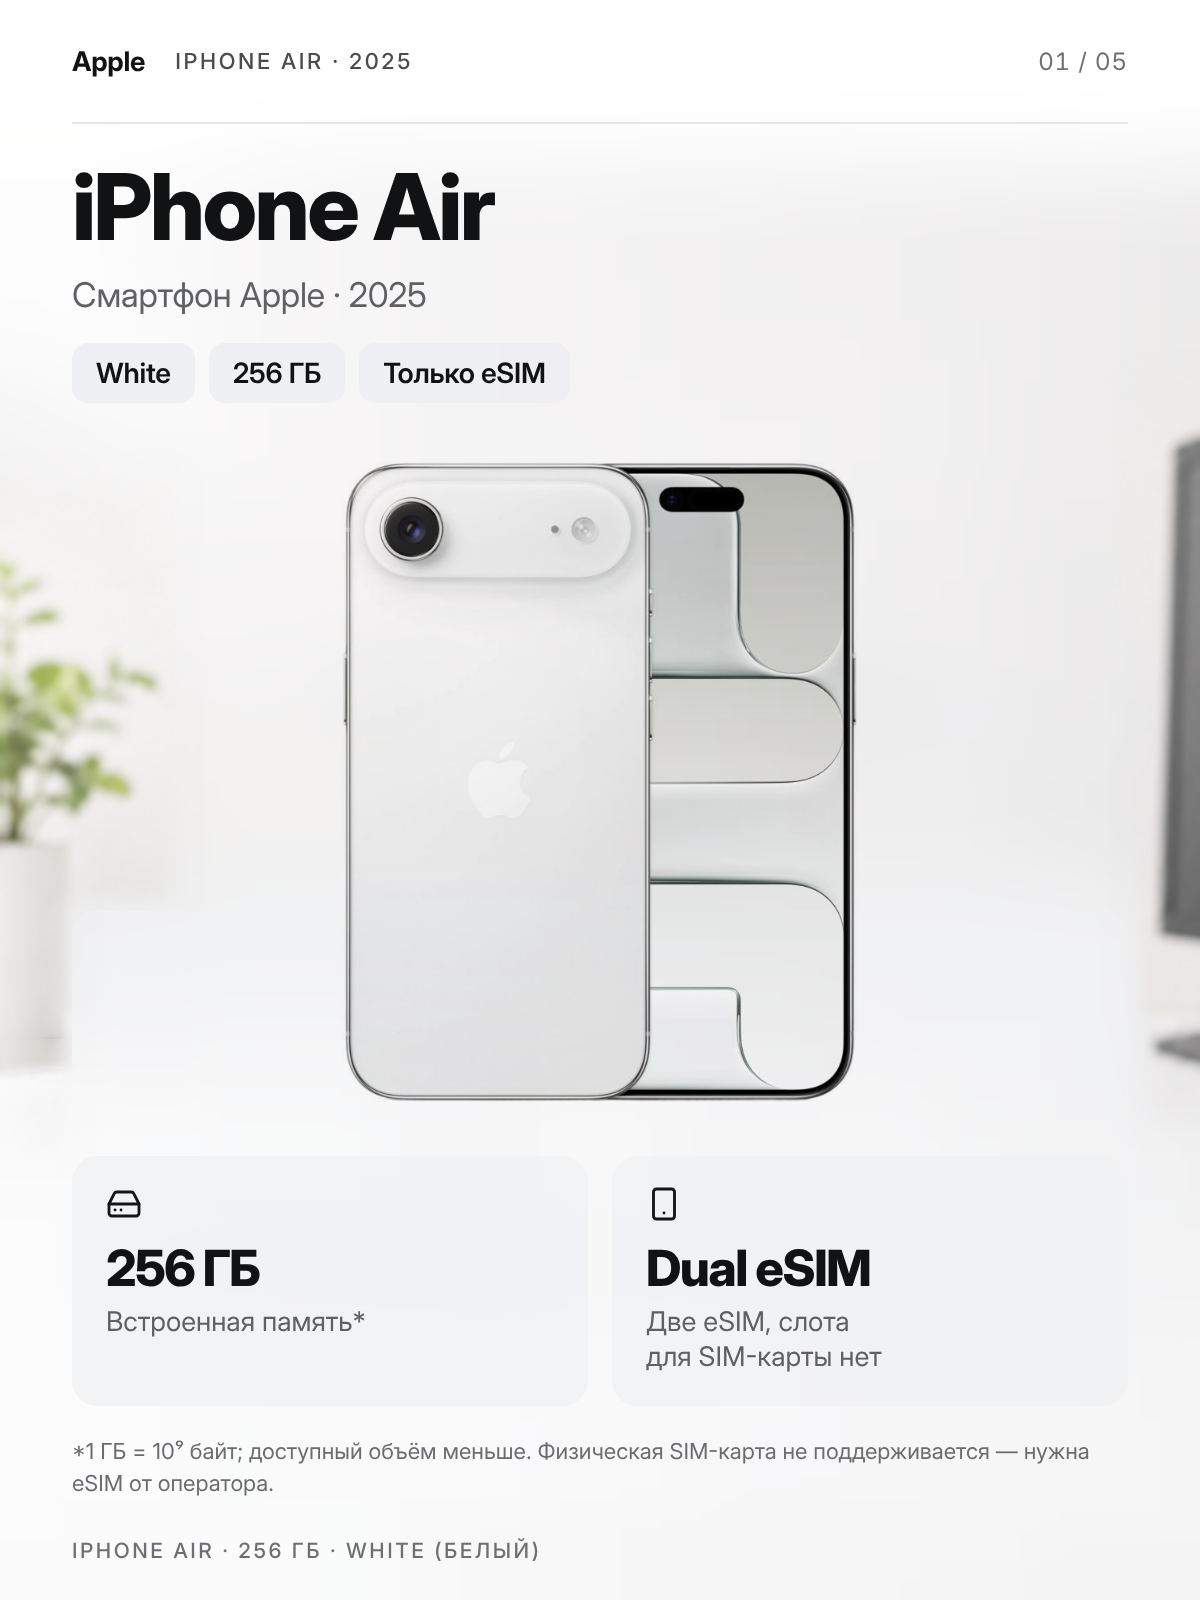 Apple IPHONE AIR · 2025 01 / 05
iPhone Air
Смартфон Apple · 2025
White 256 ГБ Только eSIM
256 ГБ
Встроенная память*
Dual eSIM
Две eSIM, слота
для SIM-карты нет
*1 ГБ = 10⁹ байт; доступный объём меньше. Физическая SIM-карта не поддерживается — нужна
eSIM от оператора.
IPHONE AIR · 256 ГБ · WHITE (БЕЛЫЙ)